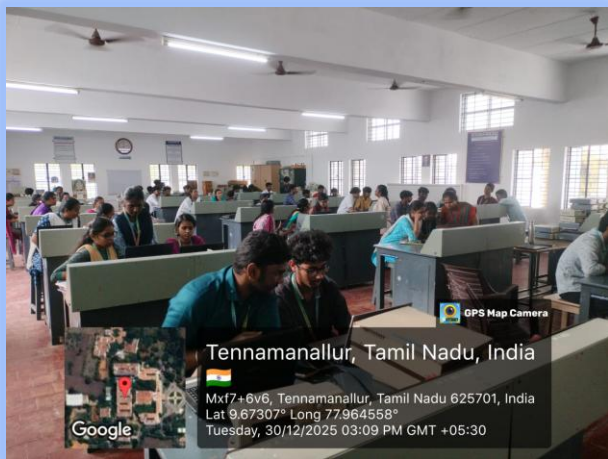 GPS Map Camera
Tennamanallur, Tamil Nadu, India
Mxf7+6v6, Tennamanallur, Tamil Nadu 625701, India
Lat 9.67307° Long 77.964558°
Tuesday, 30/12/2025 03:09 PM GMT +05:30
Google